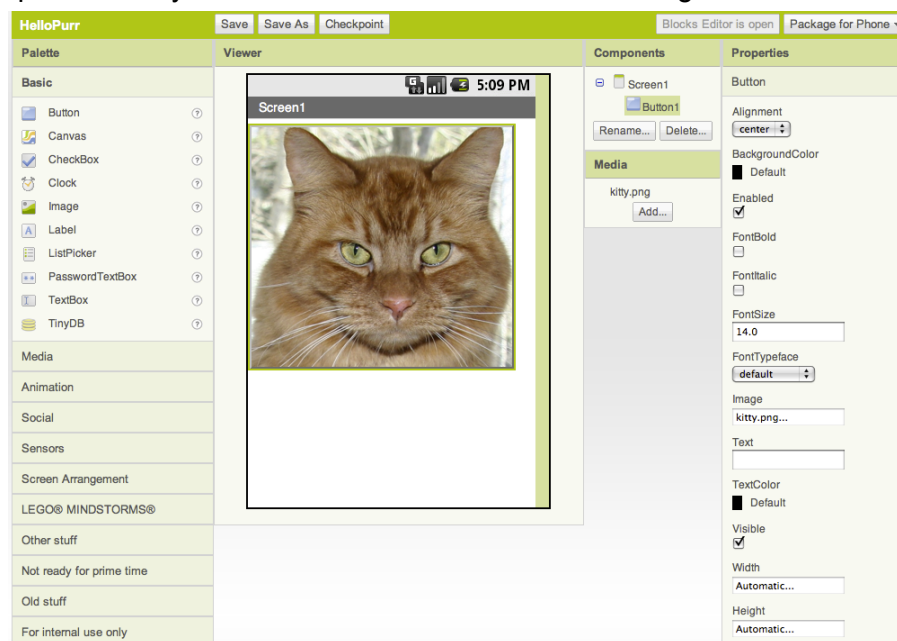 HelloPurr
Save Save As Checkpoint
Blocks Editor is open Package for Phone
Palette
Basic
Button
Canvas
CheckBox
Clock
Image
Label
ListPicker
PasswordTextBox
TextBox
TinyDB
Media
Animation
Social
Sensors
Screen Arrangement
LEGO® MINDSTORMS®
Other stuff
Not ready for prime time
Old stuff
For internal use only
Viewer
5:09 PM
Screen1
Components
Screen1
Button1
Rename... Delete...
Media
kitty.png
Add...
Properties
Button
Alignment
center
BackgroundColor
Default
Enabled
FontBold
FontItalic
FontSize
14.0
FontTypeface
default
Image
kitty.png...
Text
TextColor
Default
Visible
Width
Automatic...
Height
Automatic...